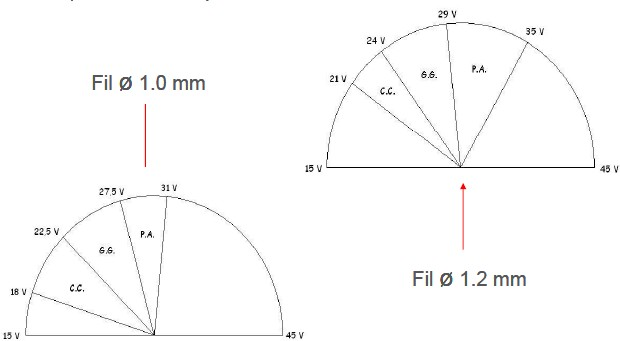 Fil ø 1.0 mm
15 V
18 V
22,5 V
27,5 V
31 V
45 V
C.C.
G.G.
P.A.
15 V
21 V
24 V
29 V
35 V
45 V
C.C.
G.G.
P.A.
Fil ø 1.2 mm